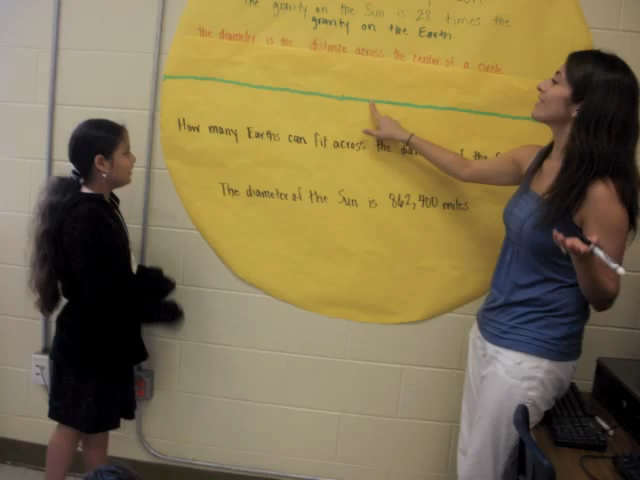 The gravity on the Sun is 28 times the
gravity on the Earth
The diameter is the distance across the center of a circle
How many Earths can fit across the of the
The diameter of the Sun is 862,400 miles